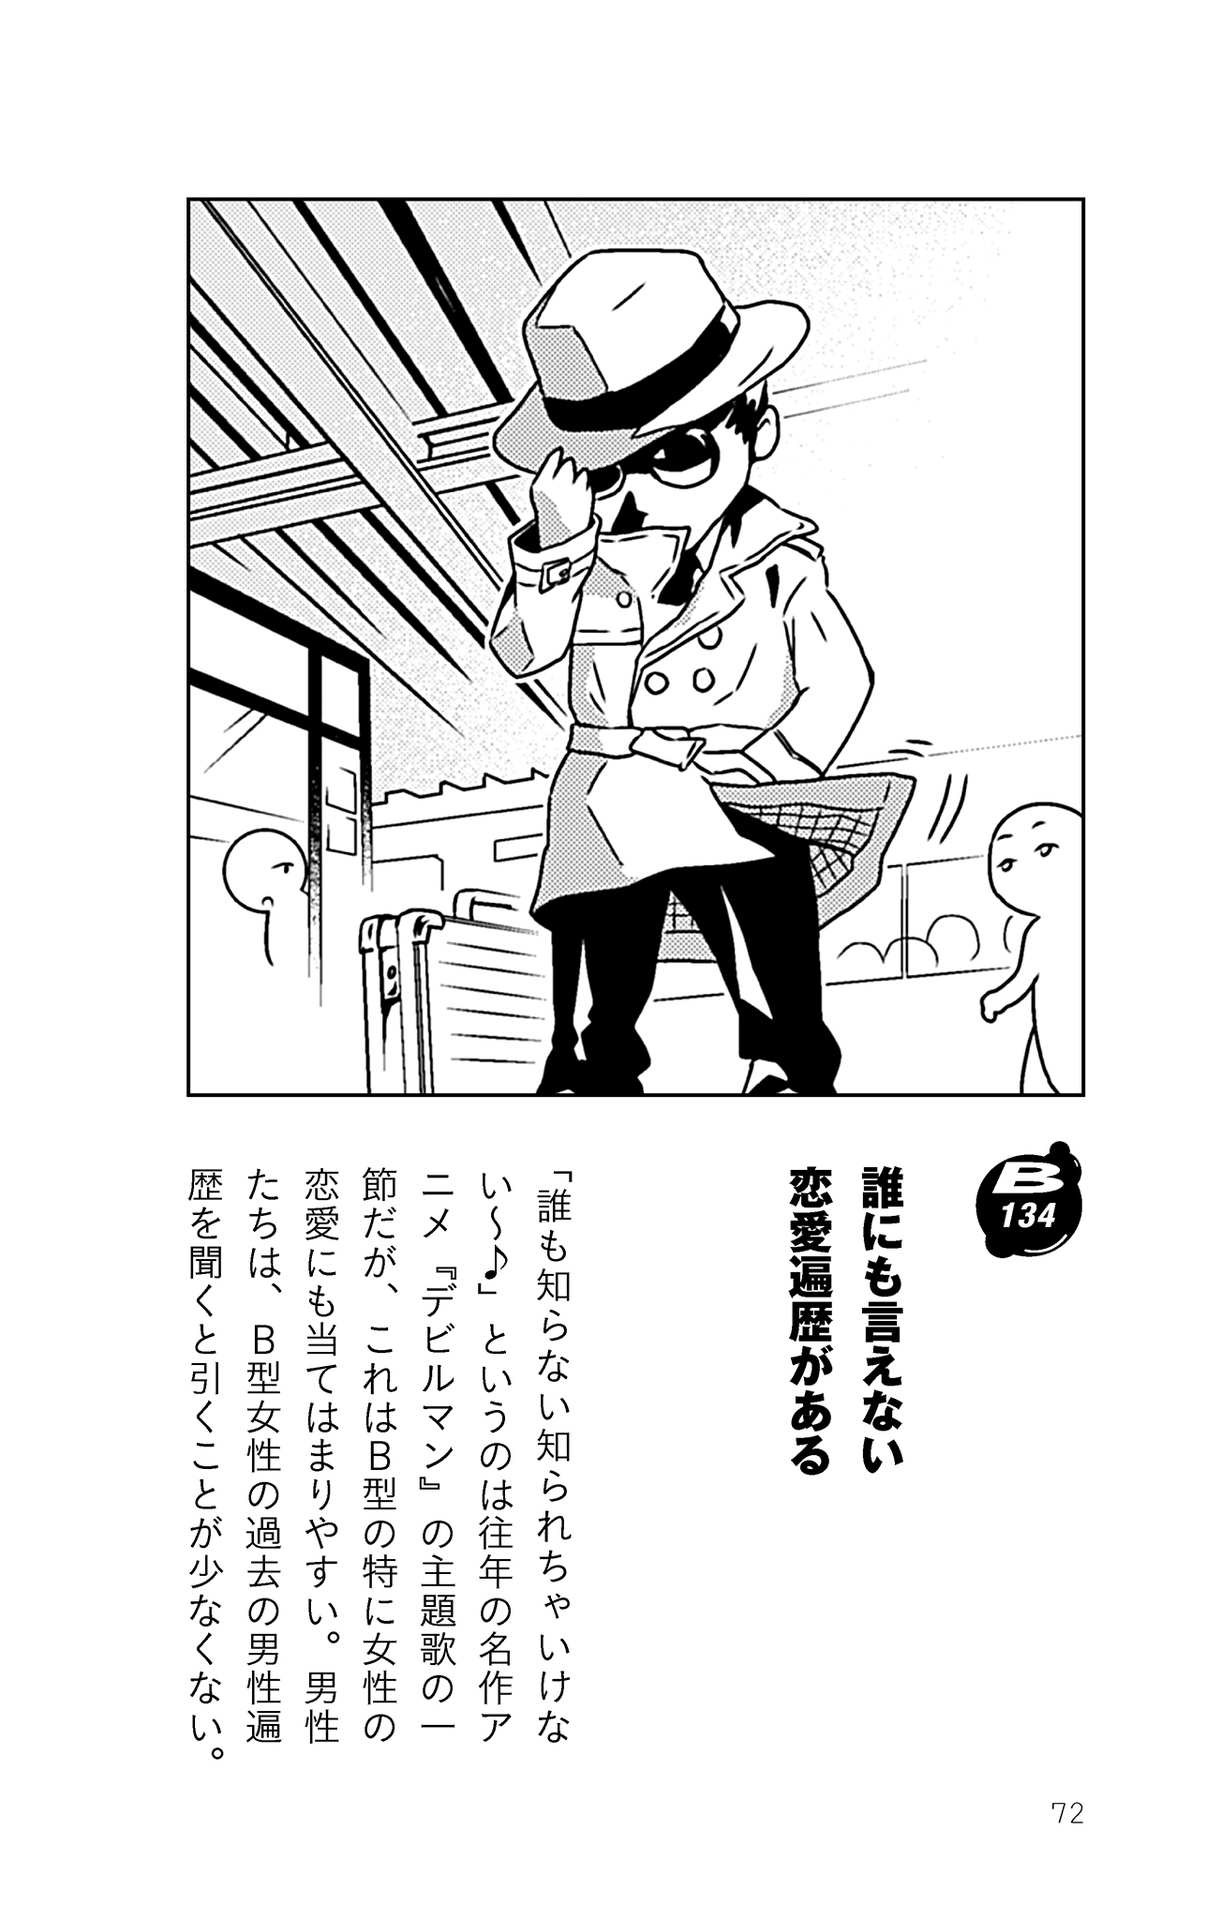 B
134
誰にも言えない
恋愛遍歴がある
「誰も知らない知られちゃいけな
い〜♪」というのは往年の名作ア
ニメ『デビルマン』の主題歌の一
節だが、これはB型の特に女性の
恋愛にも当てはまりやすい。男性
たちは、B型女性の過去の男性遍
歴を聞くと引くことが少なくない。
72